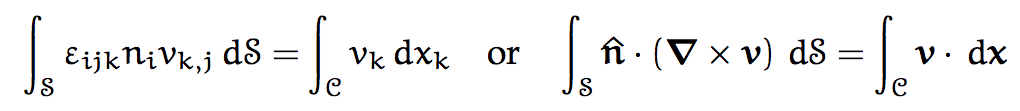 ∫_𝒮 ε_{ijk} n_i v_{k,j} d𝒮 = ∫_𝒞 v_k dx_k or ∫_𝒮 n̂ · (∇ × v) d𝒮 = ∫_𝒞 v · dx